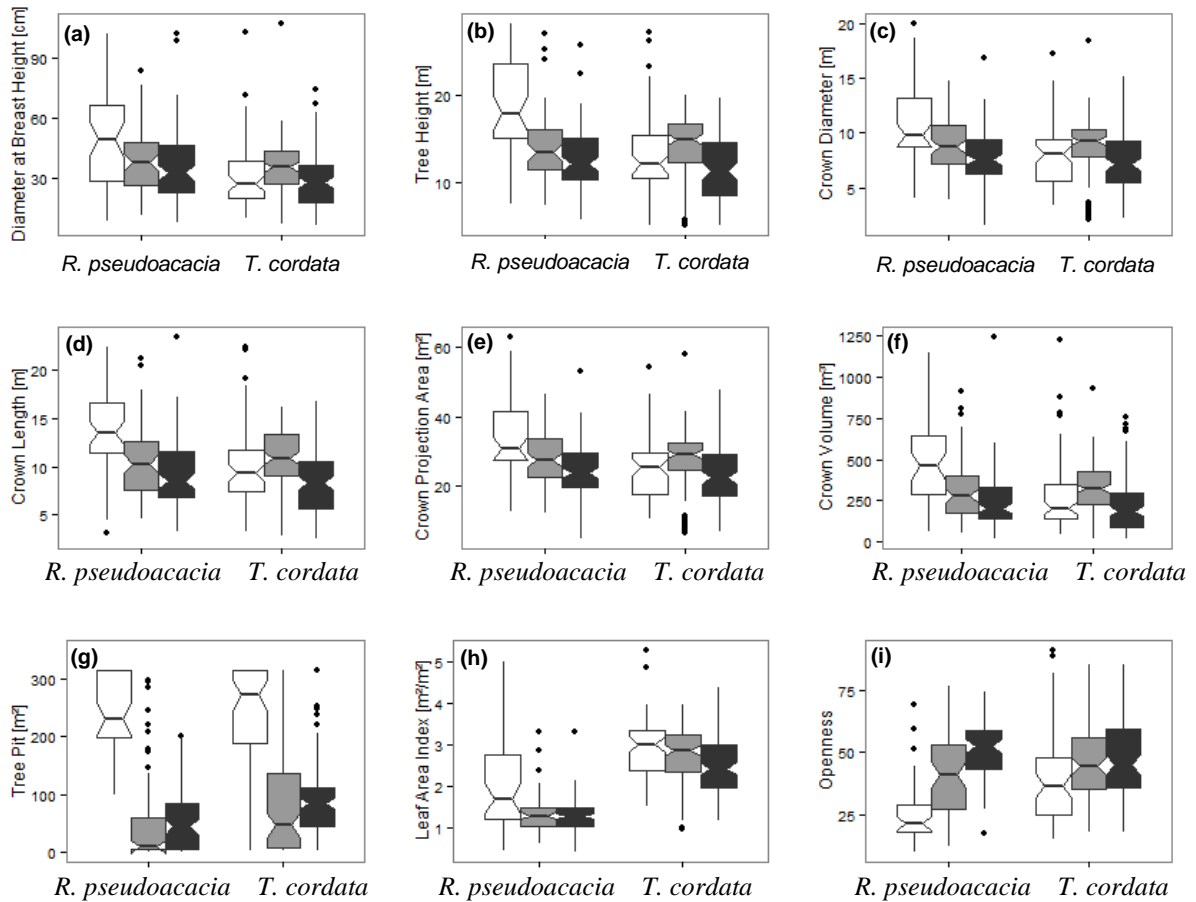 (a)
Diameter at Breast Height [cm]
90
60
30
R. pseudoacacia T. cordata
(b)
Tree Height [m]
20
10
R. pseudoacacia T. cordata
(c)
Crown Diameter [m]
20
15
10
5
R. pseudoacacia T. cordata
(d)
Crown Length [m]
20
15
10
5
R. pseudoacacia T. cordata
(e)
Crown Projection Area [m²]
60
40
20
R. pseudoacacia T. cordata
(f)
Crown Volume [m³]
1250
1000
750
500
250
0
R. pseudoacacia T. cordata
(g)
Tree Pit [m²]
300
200
100
0
R. pseudoacacia T. cordata
(h)
Leaf Area Index [m²/m²]
5
4
3
2
1
R. pseudoacacia T. cordata
(i)
Openness
75
50
25
R. pseudoacacia T. cordata